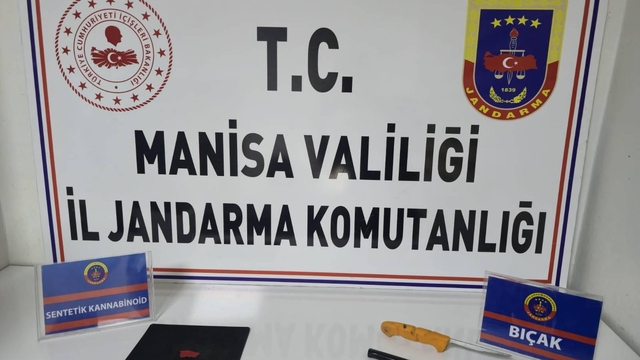 TÜRKİYE CUMHURİYETİ İÇİŞLERİ BAKANLIĞI
T.C.
1839
JANDARMA
MANİSA VALİLİĞİ
İL JANDARMA KOMUTANLIĞI
SENTETİK KANNABİNOİD
BIÇAK